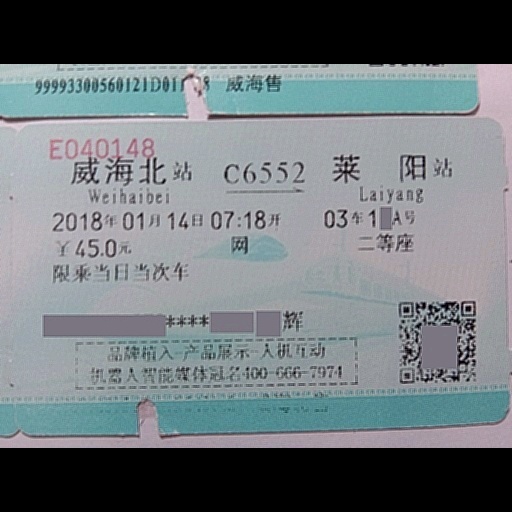 99993300560121D01 8 威海售
E040148
威海北站 C6552 莱阳站
Weihaibei Laiyang
2018年01月14日07:18开 03车1 A号
￥45.0元 网 二等座
限乘当日当次车
**** 辉
品牌植入 产品展示 人机互动
机器人智能媒体冠名400-666-7974